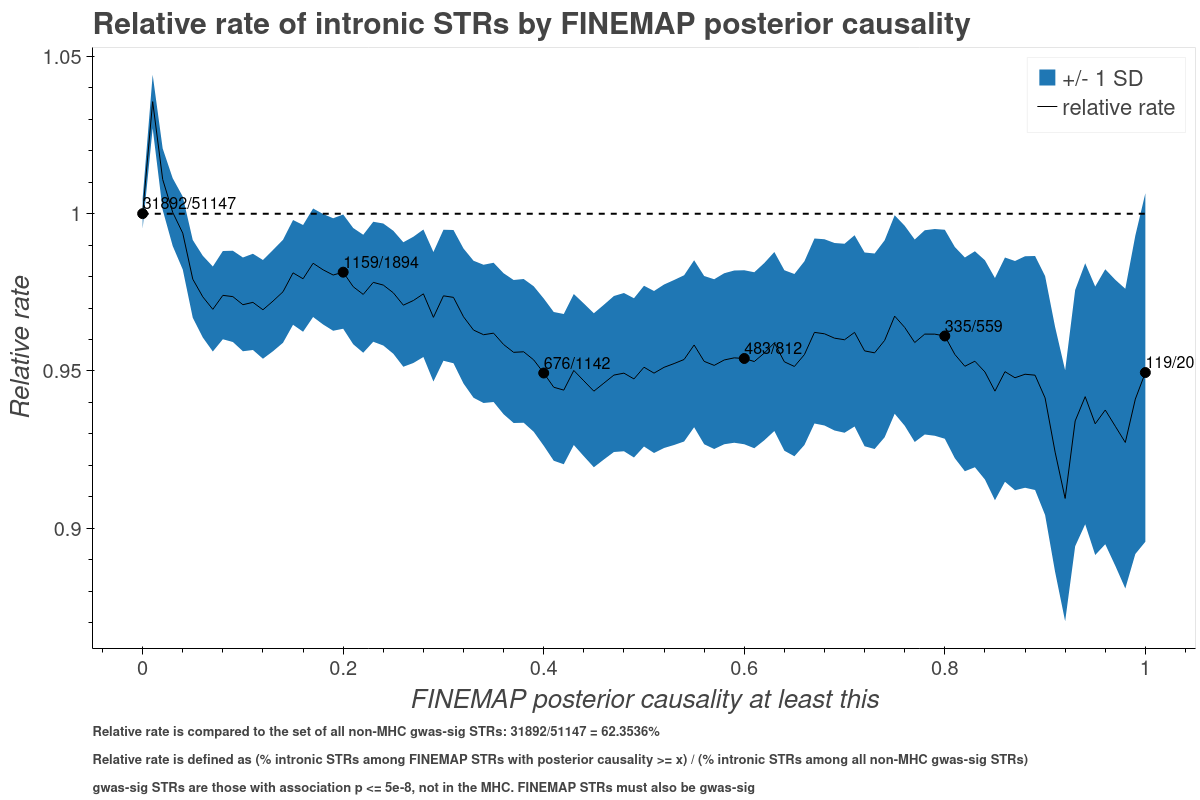 Relative rate of intronic STRs by FINEMAP posterior causality
1.05
1
0.95
0.9
Relative rate
+/- 1 SD
relative rate
31892/51147
1159/1894
676/1142
483/812
335/559
119/20
0
0.2
0.4
0.6
0.8
1
FINEMAP posterior causality at least this
Relative rate is compared to the set of all non-MHC gwas-sig STRs: 31892/51147 = 62.3536%
Relative rate is defined as (% intronic STRs among FINEMAP STRs with posterior causality >= x) / (% intronic STRs among all non-MHC gwas-sig STRs)
gwas-sig STRs are those with association p <= 5e-8, not in the MHC. FINEMAP STRs must also be gwas-sig